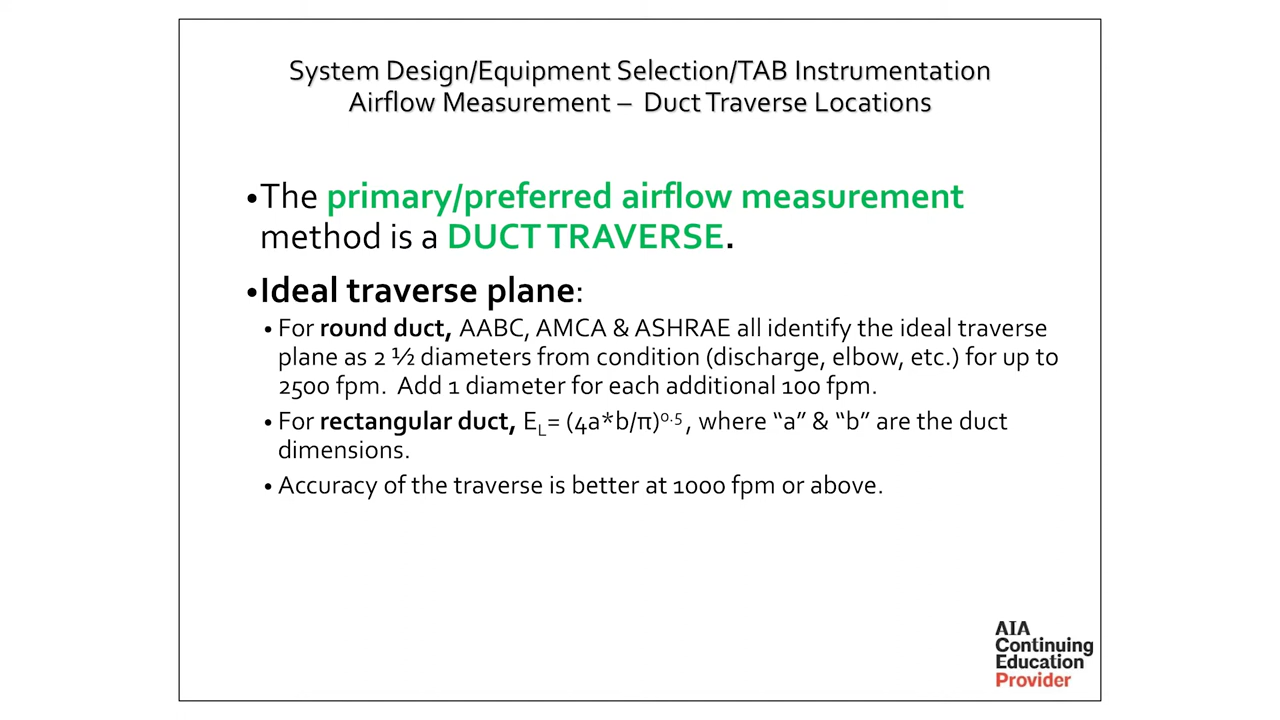 System Design/Equipment Selection/TAB Instrumentation
Airflow Measurement – Duct Traverse Locations
•The primary/preferred airflow measurement
method is a DUCT TRAVERSE.
•Ideal traverse plane:
• For round duct, AABC, AMCA & ASHRAE all identify the ideal traverse
plane as 2 ½ diameters from condition (discharge, elbow, etc.) for up to
2500 fpm. Add 1 diameter for each additional 100 fpm.
• For rectangular duct, EL= (4a*b/π)0.5, where “a” & “b” are the duct
dimensions.
• Accuracy of the traverse is better at 1000 fpm or above.
AIA
Continuing
Education
Provider